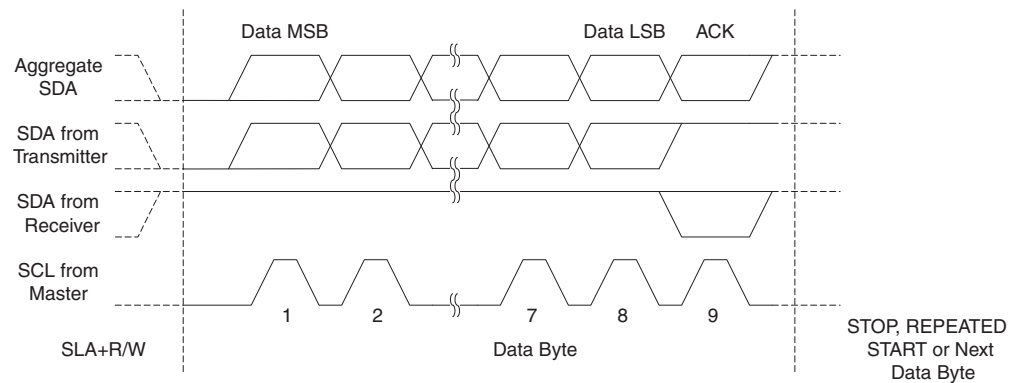 Data MSB
Data LSB
ACK
Aggregate
SDA
SDA from
Transmitter
SDA from
Receiver
SCL from
Master
1
2
7
8
9
SLA+R/W
Data Byte
STOP, REPEATED
START or Next
Data Byte